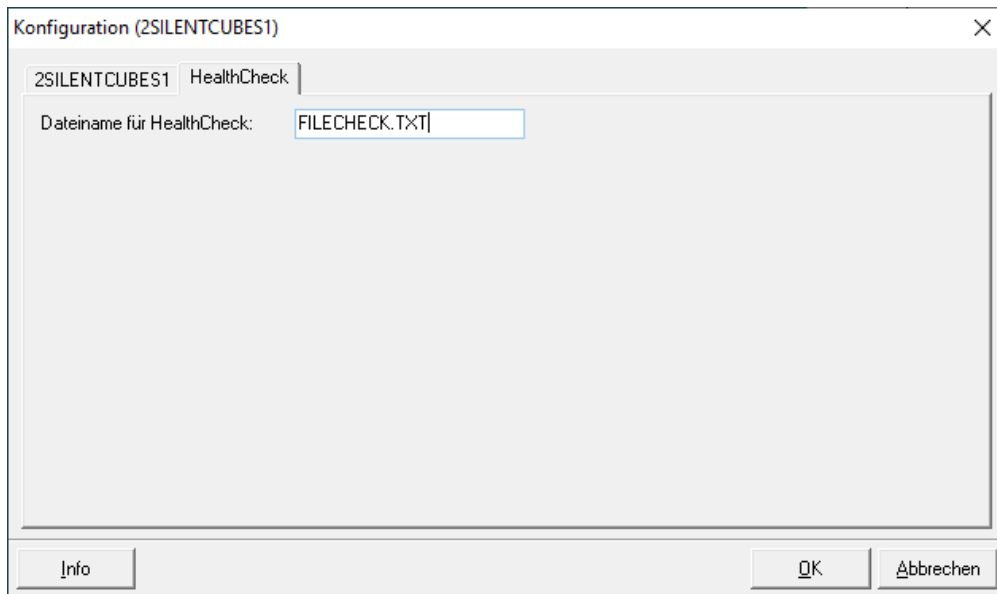 Konfiguration (2SILENTCUBES1)
2SILENTCUBES1 HealthCheck
Dateiname für HealthCheck: FILECHECK.TXT
Info OK Abbrechen